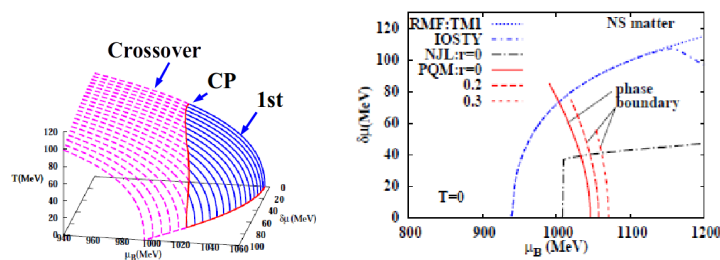 Crossover
CP
1st
120
100
80
60
40
20
0
T(MeV)
940
960
980
1000
1020
1040
1060
μB(MeV)
0
20
40
60
80
100
δμ (MeV)
120
100
80
60
40
20
0
δμ(MeV)
RMF:TM1
IOSTY
NJL:r=0
PQM:r=0
0.2
0.3
NS matter
phase
boundary
T=0
800
900
1000
1100
1200
μB (MeV)